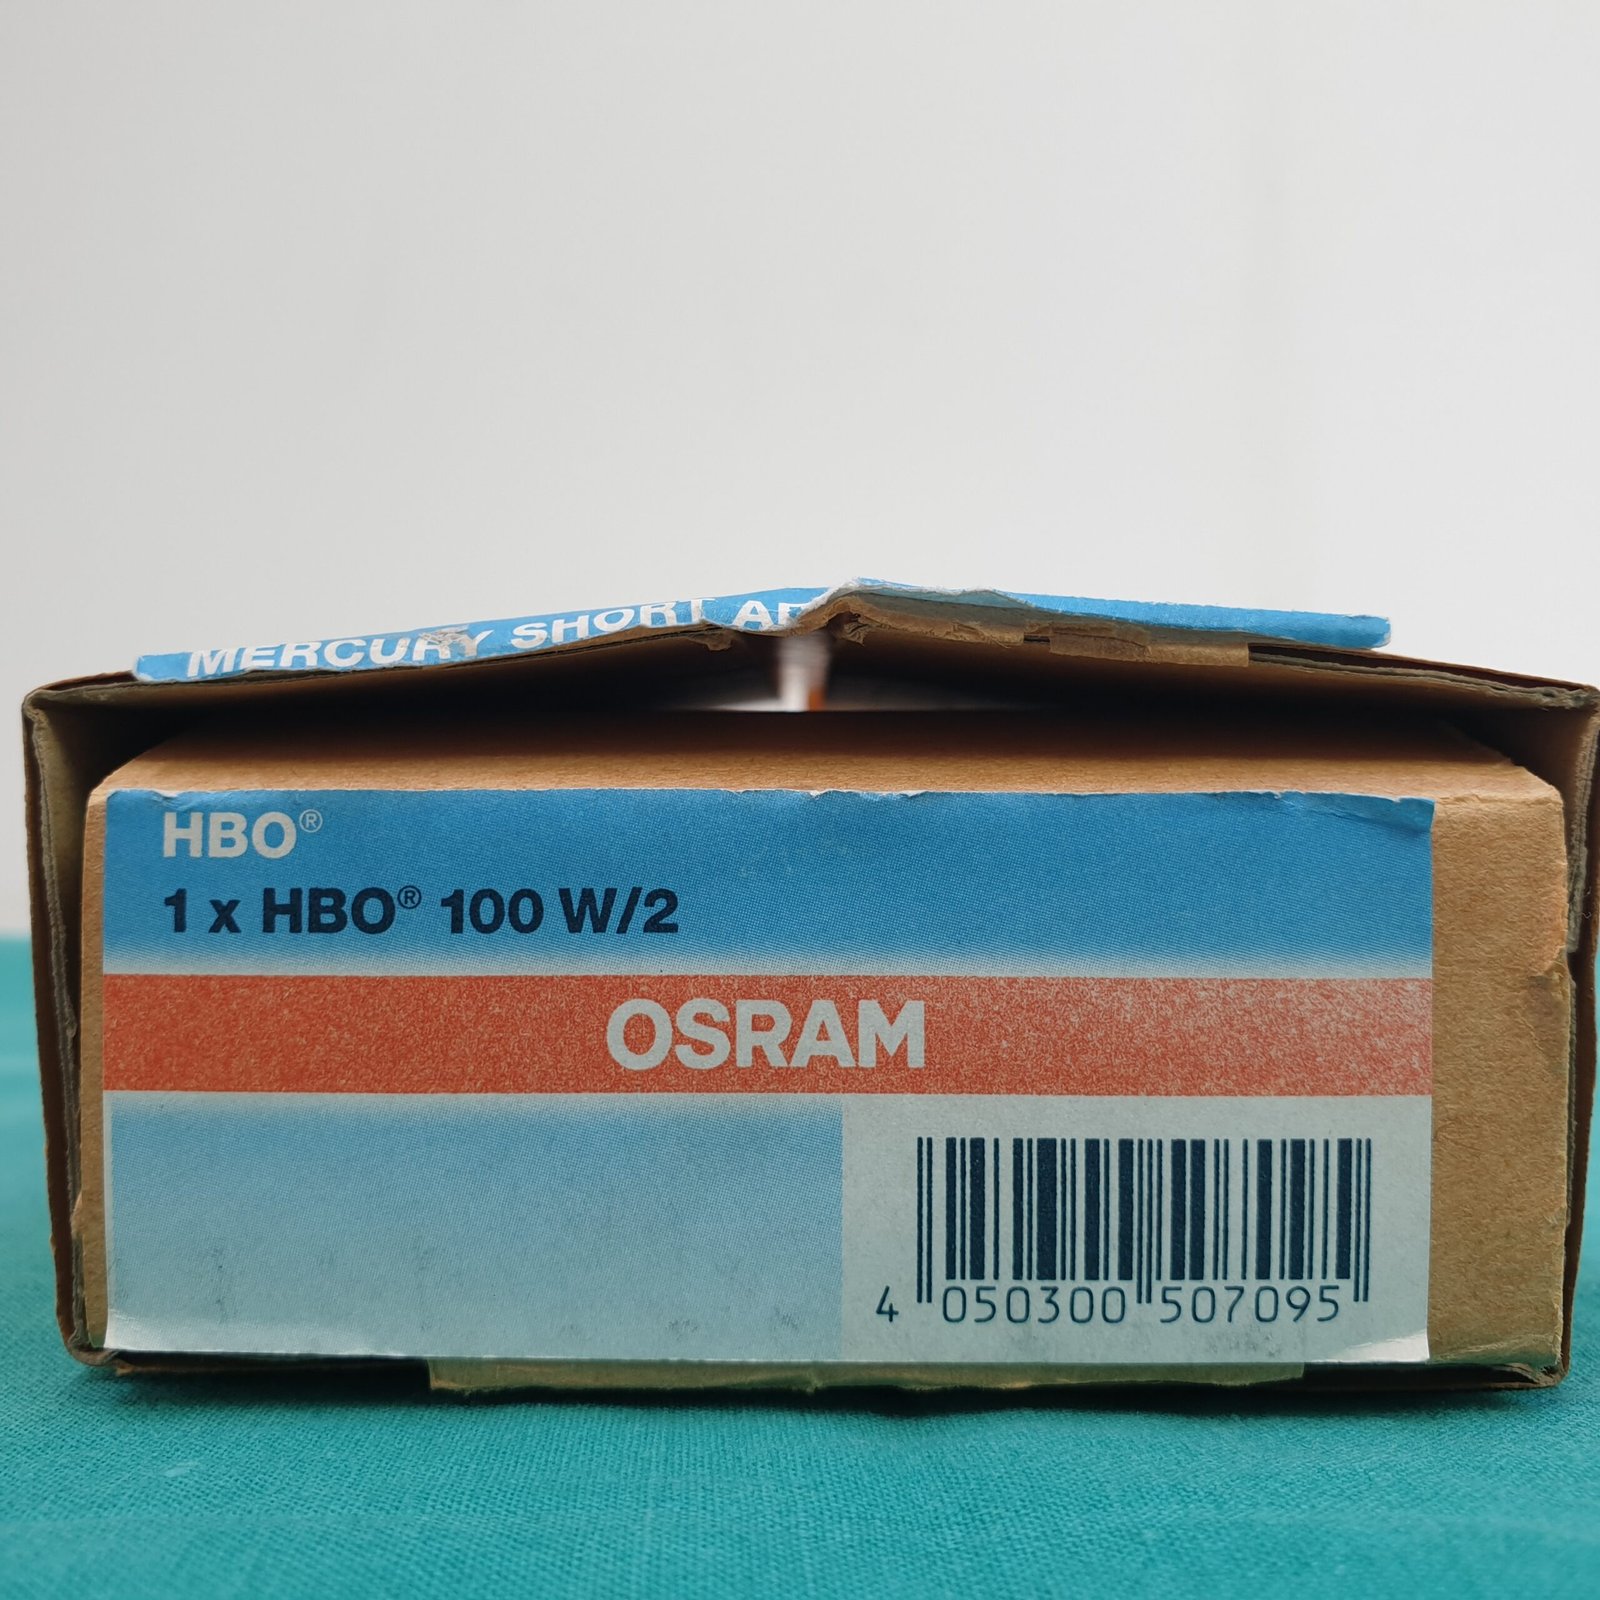 MERCURY SHORT
HBO®
1 x HBO® 100 W/2
OSRAM
4 050300 507095